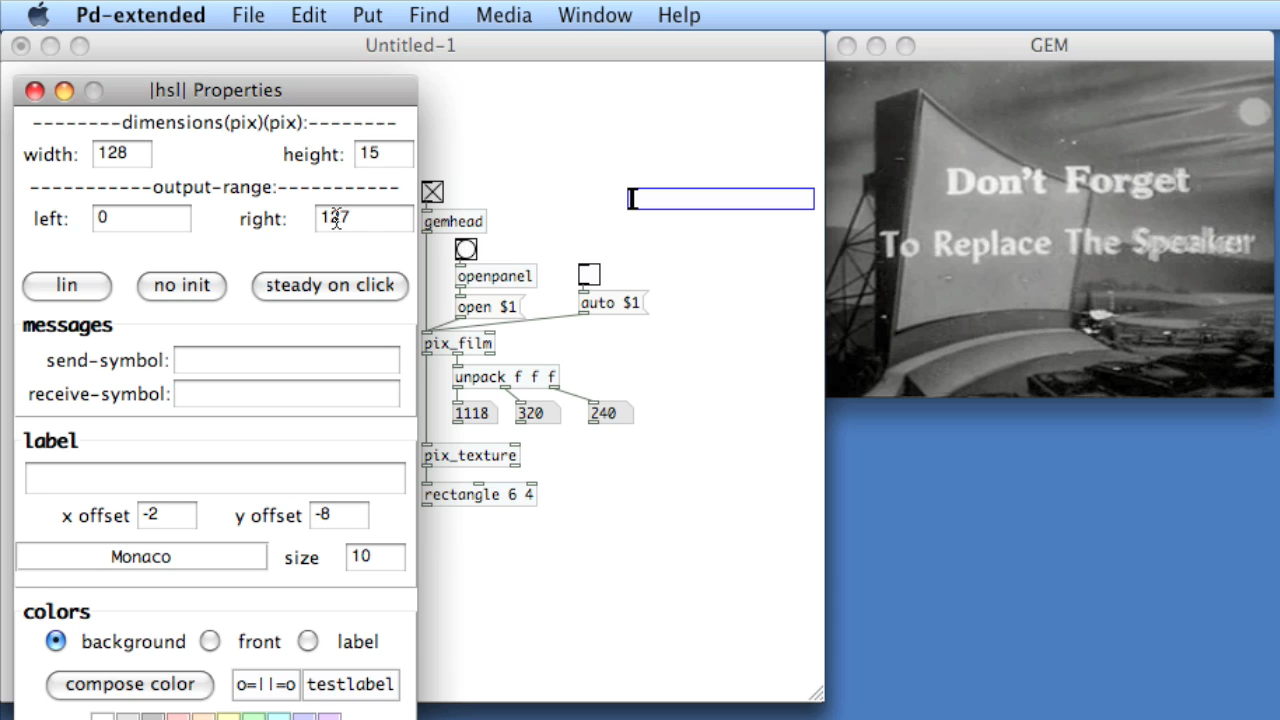 Pd-extended File Edit Put Find Media Window Help
Untitled-1
GEM
|hsl| Properties
--------dimensions(pix)(pix):--------
width: 128 height: 15
-----------output-range:-----------
left: 0 right: 127
lin no init steady on click
messages
send-symbol:
receive-symbol:
label
x offset -2 y offset -8
Monaco size 10
colors
background front label
compose color o=||=o testlabel
gemhead
openpanel
open $1
auto $1
pix_film
unpack f f f
1118 320 240
pix_texture
rectangle 6 4
Don't Forget
To Replace The Speaker